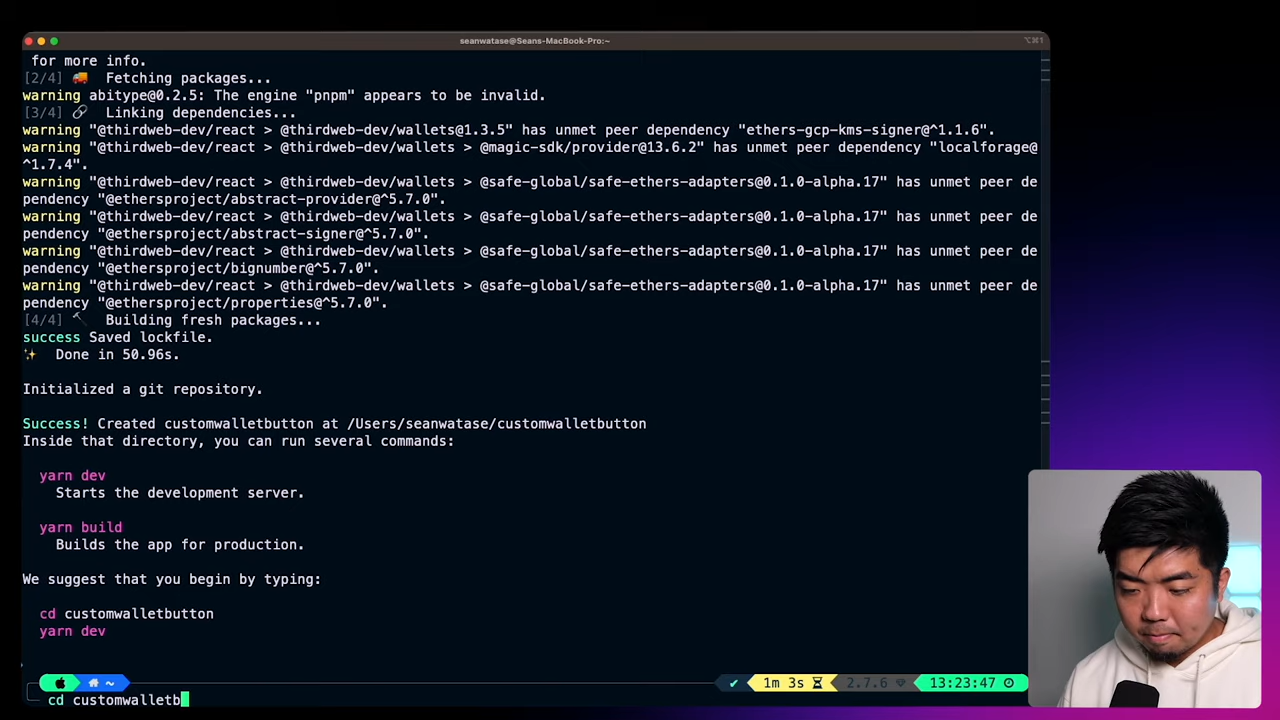 seanwatase@Seans-MacBook-Pro:~
⌥⌘1
for more info.
[2/4] 🚚 Fetching packages...
warning abitype@0.2.5: The engine "pnpm" appears to be invalid.
[3/4] 🔗 Linking dependencies...
warning "@thirdweb-dev/react > @thirdweb-dev/wallets@1.3.5" has unmet peer dependency "ethers-gcp-kms-signer@^1.1.6".
warning "@thirdweb-dev/react > @thirdweb-dev/wallets > @magic-sdk/provider@13.6.2" has unmet peer dependency "localforage@
^1.7.4".
warning "@thirdweb-dev/react > @thirdweb-dev/wallets > @safe-global/safe-ethers-adapters@0.1.0-alpha.17" has unmet peer de
pendency "@ethersproject/abstract-provider@^5.7.0".
warning "@thirdweb-dev/react > @thirdweb-dev/wallets > @safe-global/safe-ethers-adapters@0.1.0-alpha.17" has unmet peer de
pendency "@ethersproject/abstract-signer@^5.7.0".
warning "@thirdweb-dev/react > @thirdweb-dev/wallets > @safe-global/safe-ethers-adapters@0.1.0-alpha.17" has unmet peer de
pendency "@ethersproject/bignumber@^5.7.0".
warning "@thirdweb-dev/react > @thirdweb-dev/wallets > @safe-global/safe-ethers-adapters@0.1.0-alpha.17" has unmet peer de
pendency "@ethersproject/properties@^5.7.0".
[4/4] 🔨 Building fresh packages...
success Saved lockfile.
✨ Done in 50.96s.
Initialized a git repository.
Success! Created customwalletbutton at /Users/seanwatase/customwalletbutton
Inside that directory, you can run several commands:
yarn dev
Starts the development server.
yarn build
Builds the app for production.
We suggest that you begin by typing:
cd customwalletbutton
yarn dev
~ ✔ 1m 3s 2.7.6 13:23:47
cd customwalletb